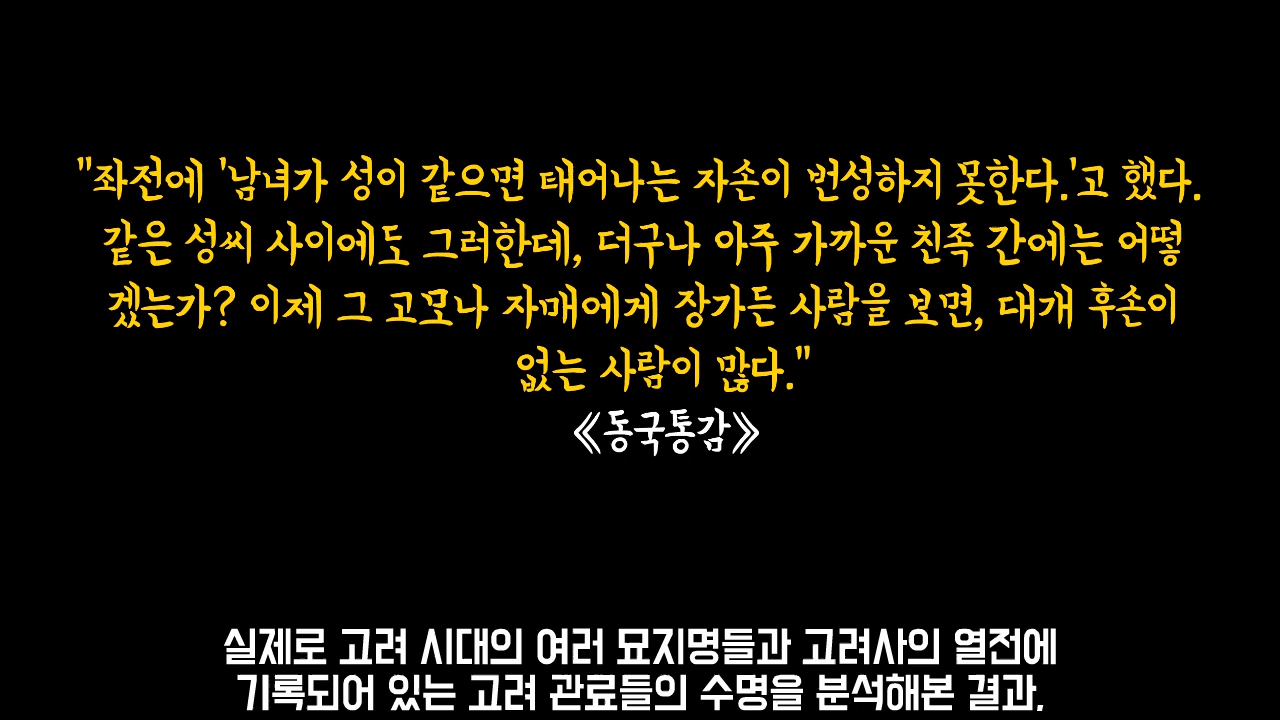 "좌전에 '남녀가 성이 같으면 태어나는 자손이 번성하지 못한다.'고 했다.
같은 성씨 사이에도 그러한데, 더구나 아주 가까운 친족 간에는 어떻
겠는가? 이제 그 고모나 자매에게 장가든 사람을 보면, 대개 후손이
없는 사람이 많다."
《동국통감》
실제로 고려 시대의 여러 묘지명들과 고려사의 열전에
기록되어 있는 고려 관료들의 수명을 분석해본 결과,